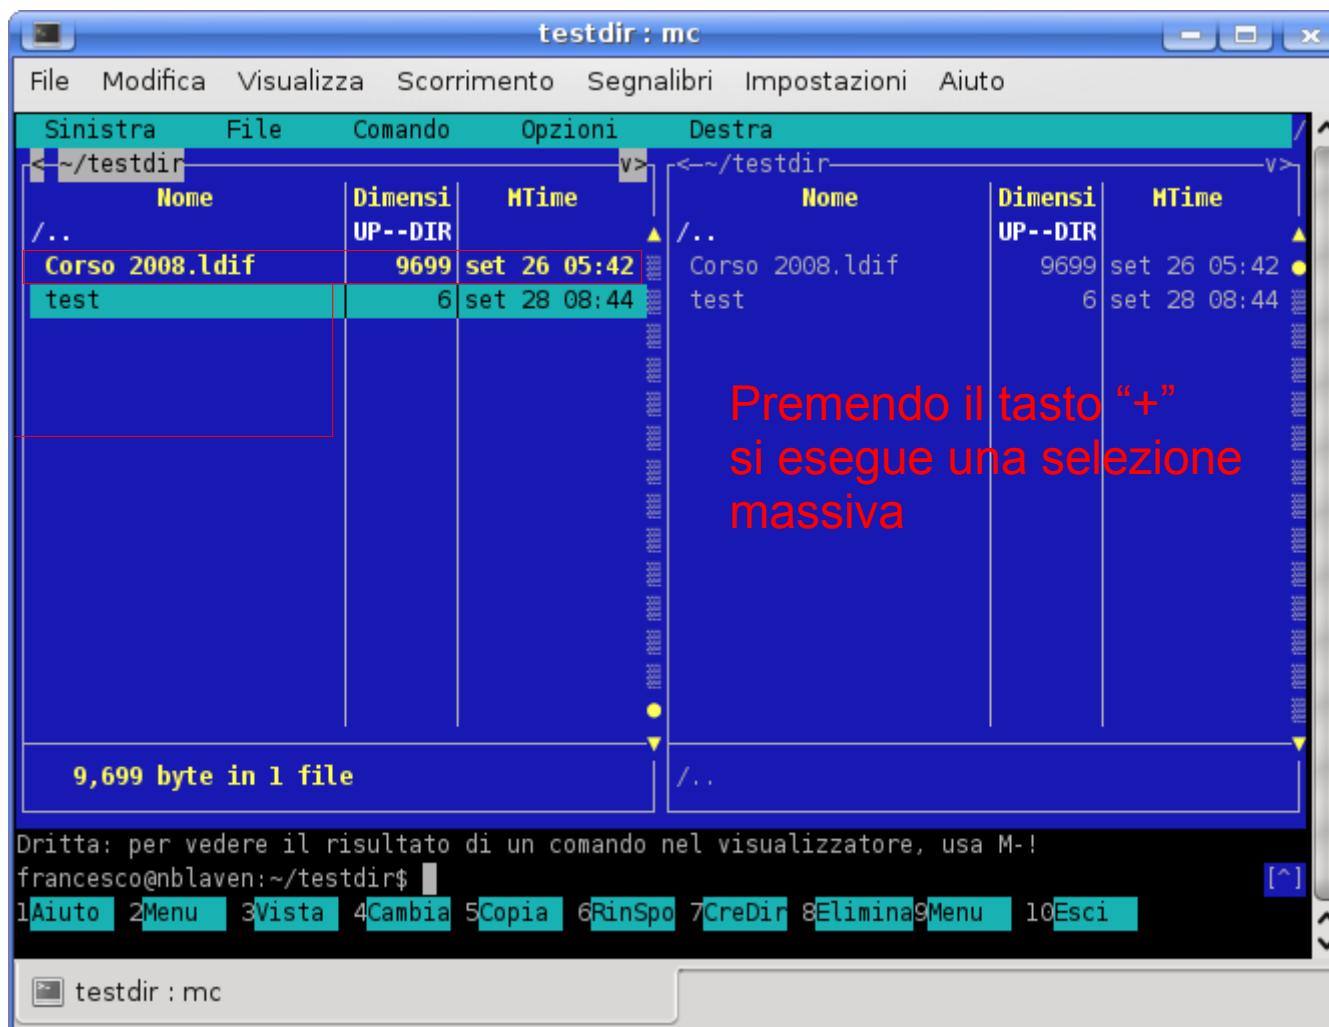 testdir : mc
File Modifica Visualizza Scorrimento Segnalibri Impostazioni Aiuto
Sinistra File Comando Opzioni Destra /
<-~/testdir v> <-~/testdir v>
Nome Dimensi MTime Nome Dimensi MTime
/.. UP--DIR /.. UP--DIR
Corso 2008.ldif 9699 set 26 05:42 Corso 2008.ldif 9699 set 26 05:42
test 6 set 28 08:44 test 6 set 28 08:44
Premendo il tasto “+”
si esegue una selezione
massiva
9,699 byte in 1 file /..
Dritta: per vedere il risultato di un comando nel visualizzatore, usa M-!
francesco@nblaven:~/testdir$ [^]
1Aiuto 2Menu 3Vista 4Cambia 5Copia 6RinSpo 7CreDir 8Elimina9Menu 10Esci
testdir : mc